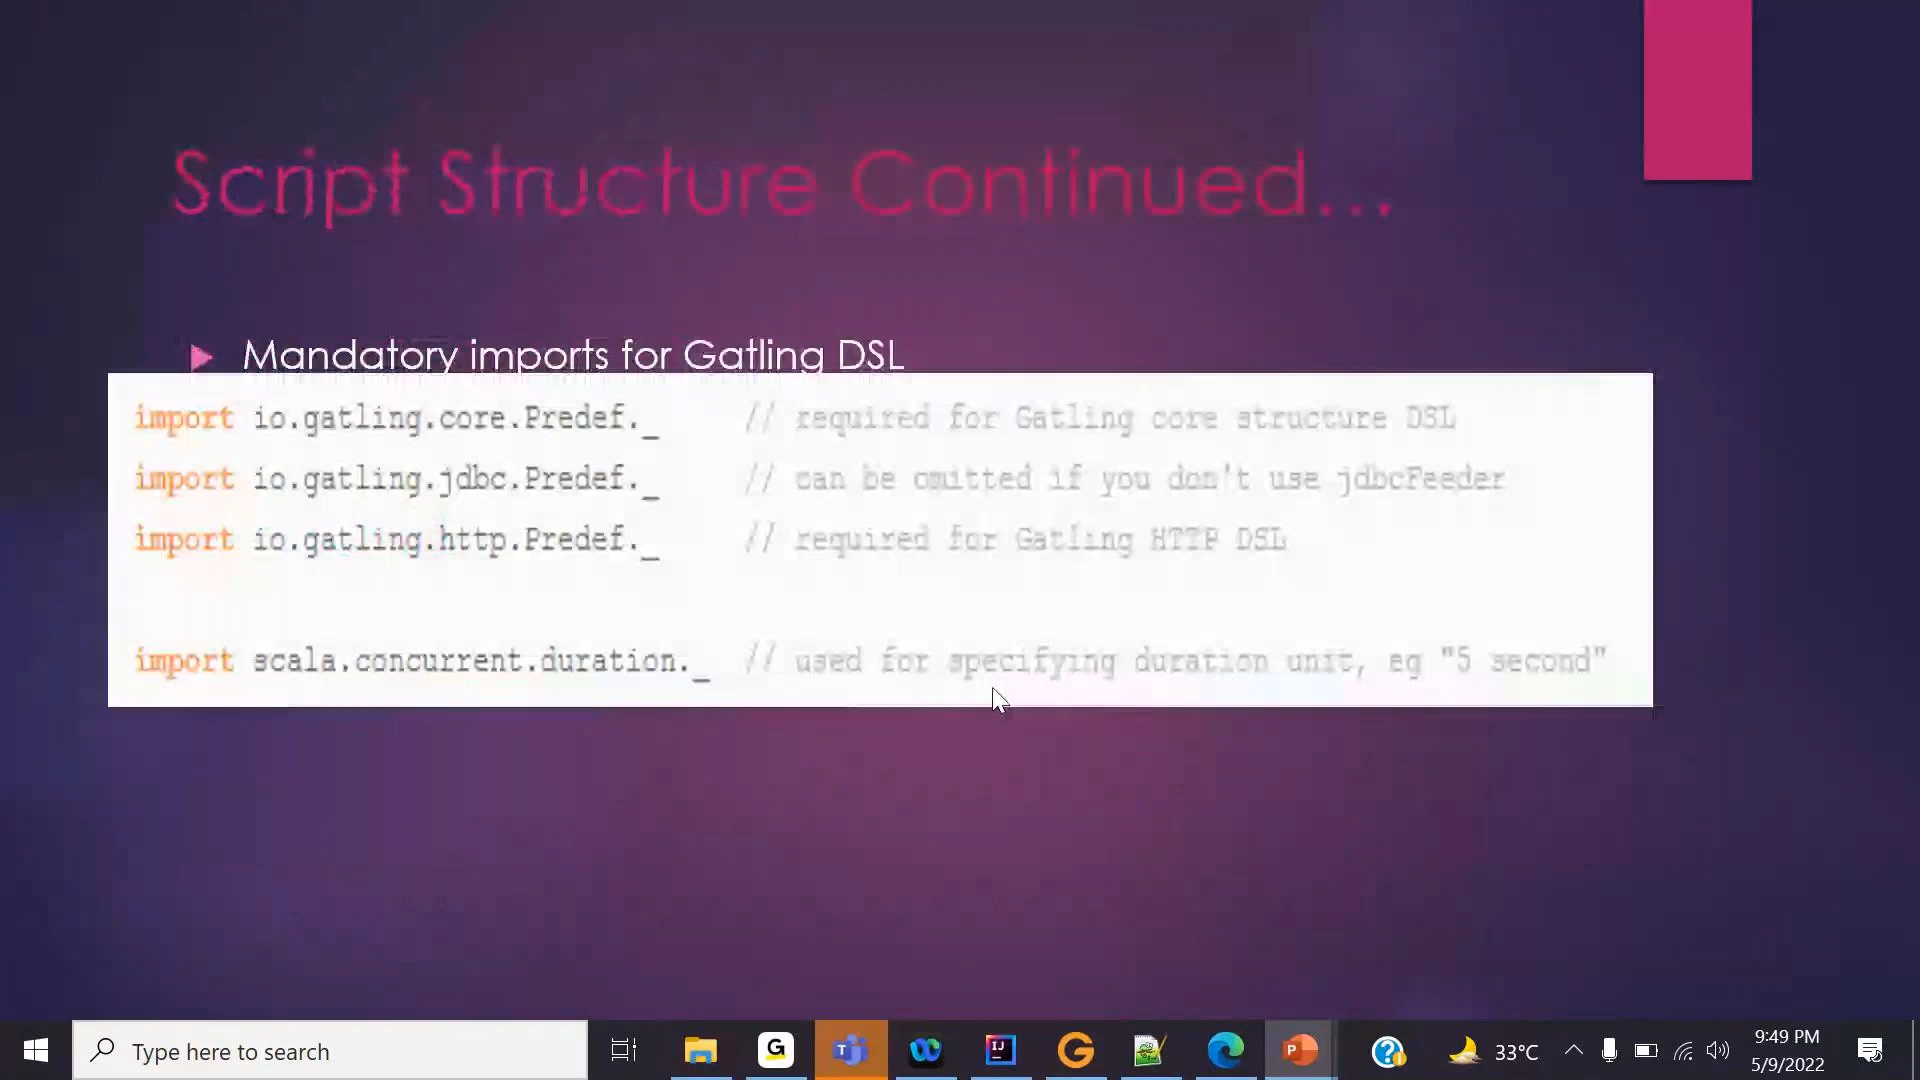 Script Structure Continued...
Mandatory imports for Gatling DSL
import io.gatling.core.Predef._ // required for Gatling core structure DSL
import io.gatling.jdbc.Predef._ // can be omitted if you don't use jdbcFeeder
import io.gatling.http.Predef._ // required for Gatling HTTP DSL
import scala.concurrent.duration._ // used for specifying duration unit, eg "5 second"
Type here to search
33°C
9:49 PM
5/9/2022